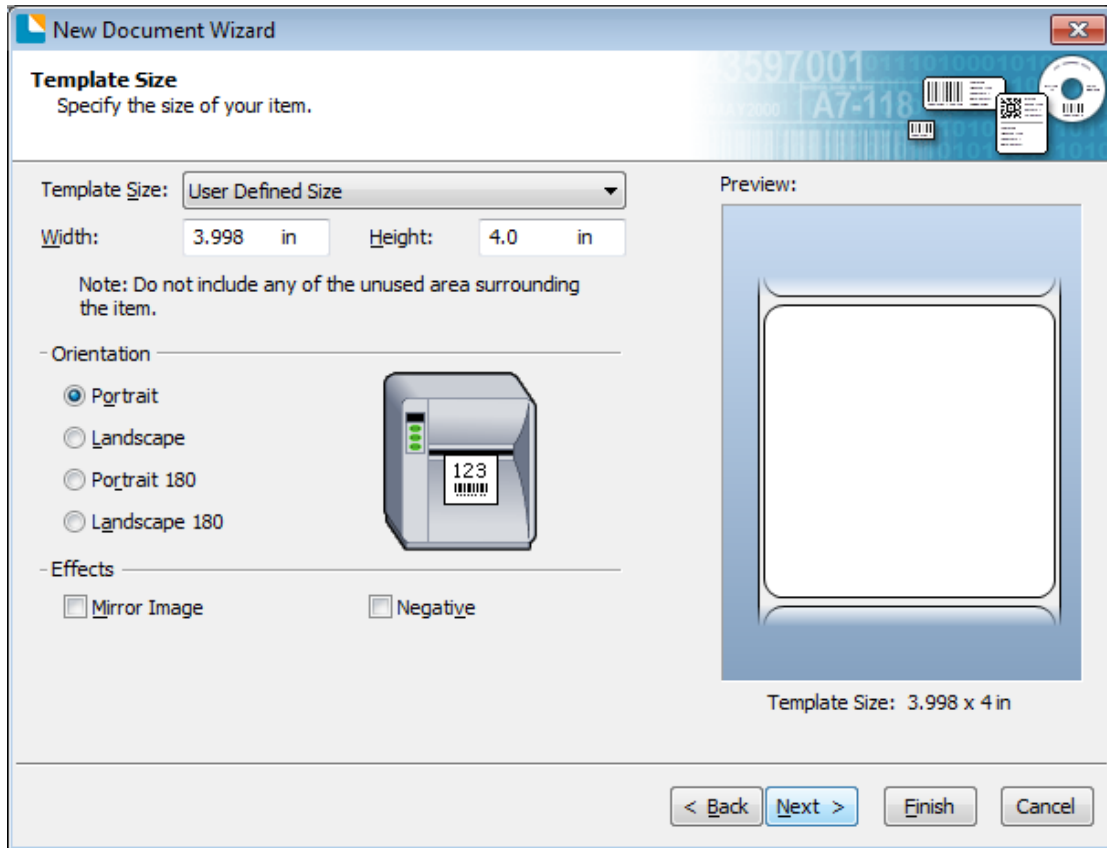 New Document Wizard
Template Size
Specify the size of your item.
43597001
A7-118
Template Size: User Defined Size
Width: 3.998 in Height: 4.0 in
Note: Do not include any of the unused area surrounding
the item.
Orientation
Portrait
Landscape
Portrait 180
Landscape 180
123
Effects
Mirror Image Negative
Preview:
Template Size: 3.998 x 4 in
< Back Next > Finish Cancel